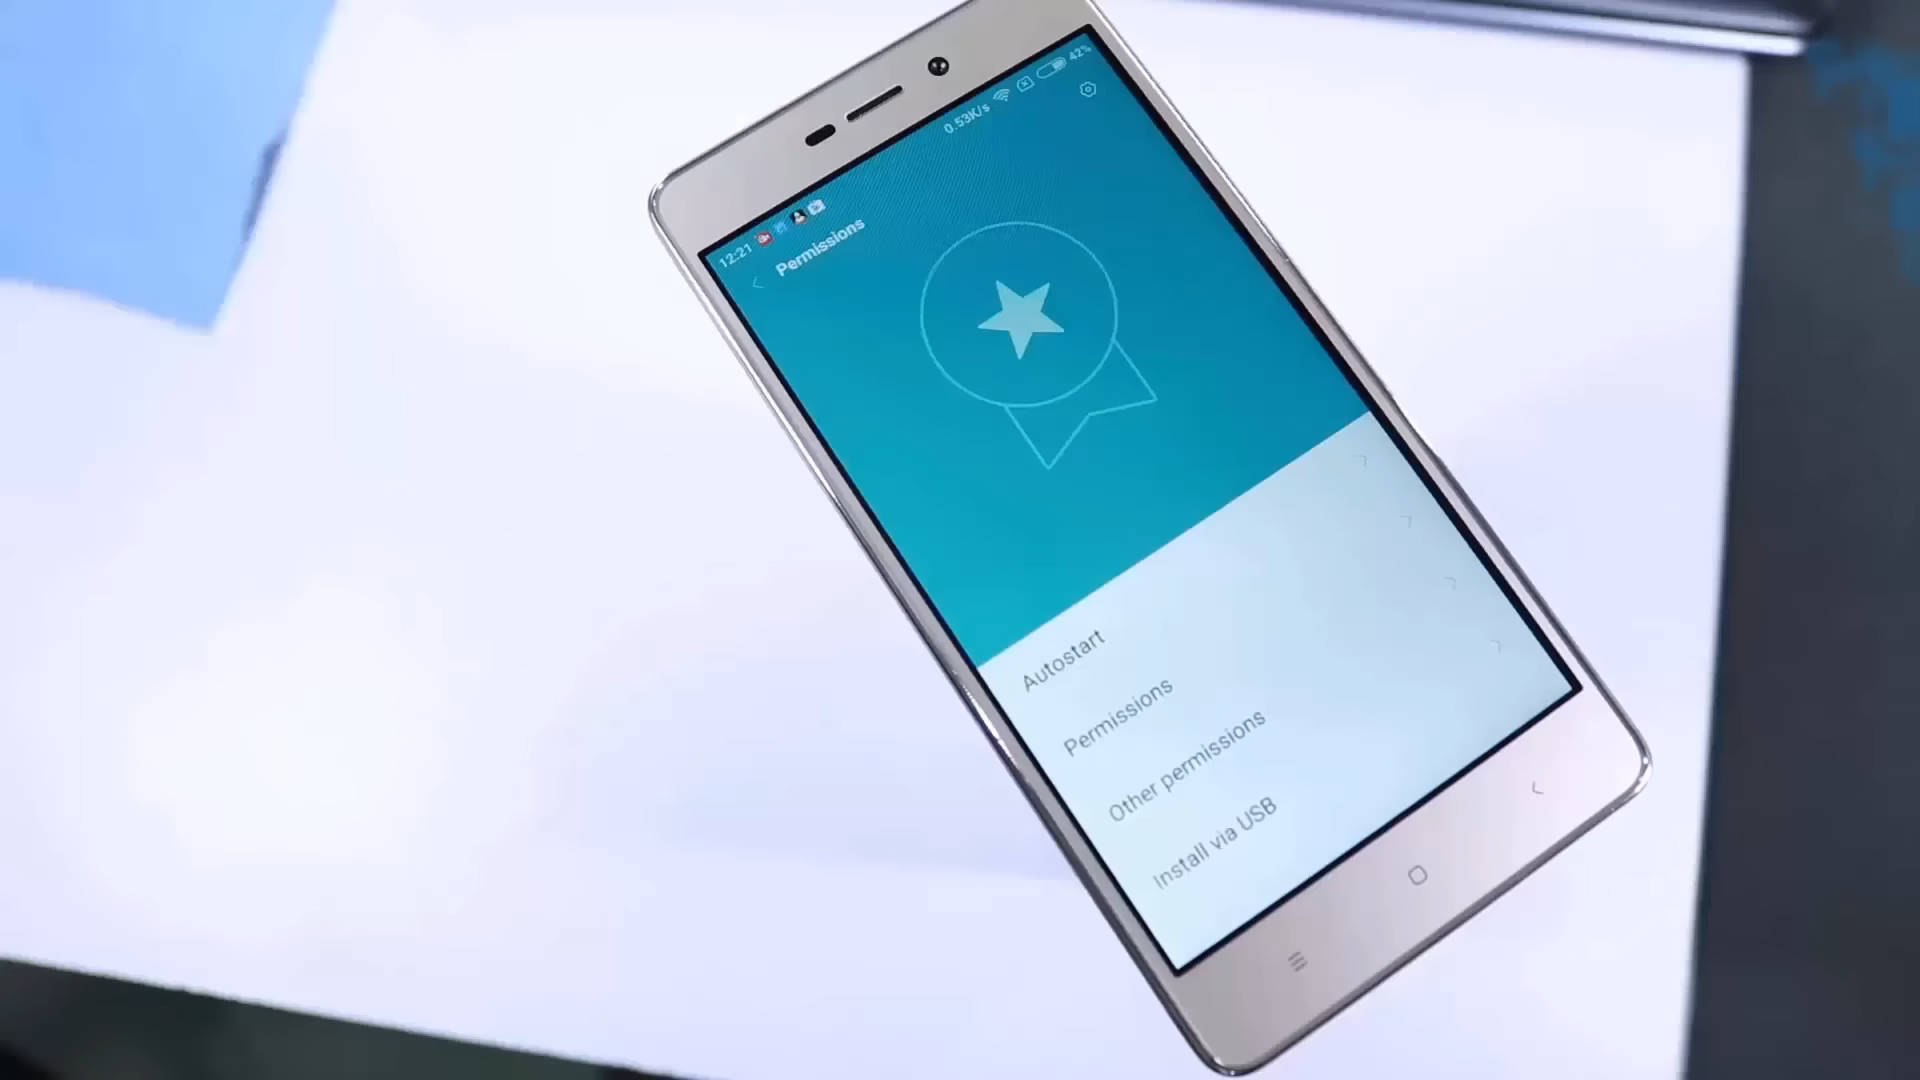 0.53K/s 42%
12:21
Permissions
Autostart
Permissions
Other permissions
Install via USB